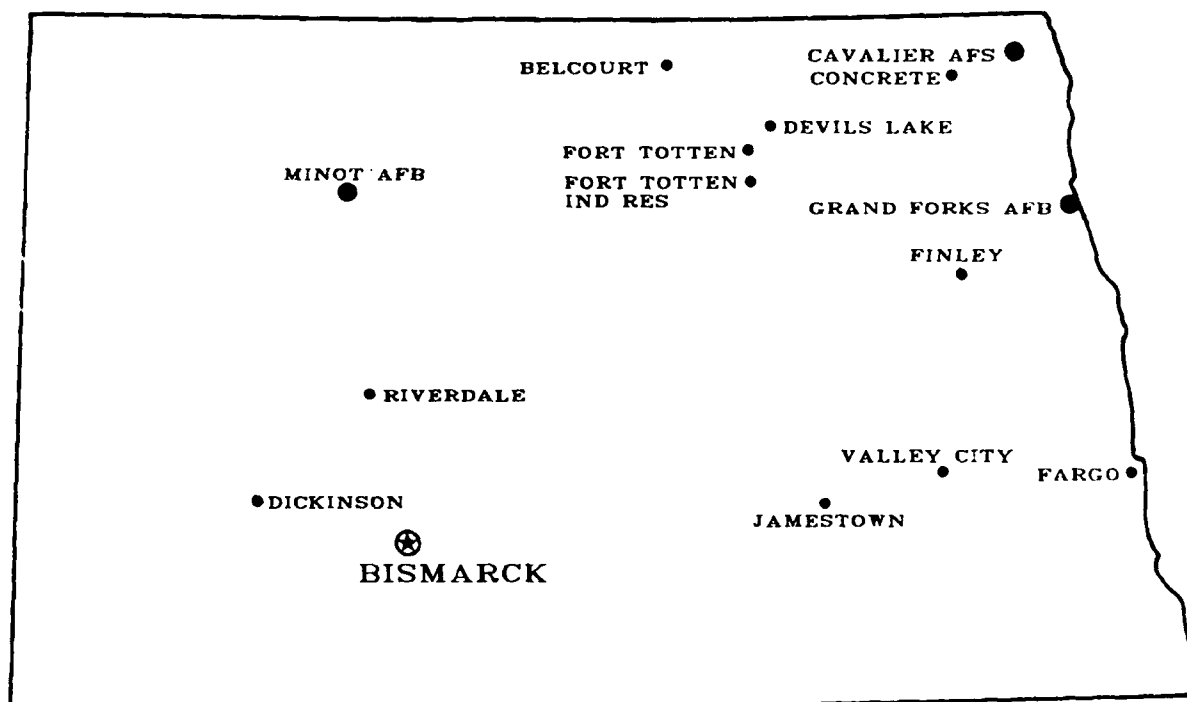 BELCOURT
CAVALIER AFS
CONCRETE
DEVILS LAKE
FORT TOTTEN
MINOT AFB
FORT TOTTEN
IND RES
GRAND FORKS AFB
FINLEY
RIVERDALE
VALLEY CITY
FARGO
DICKINSON
JAMESTOWN
BISMARCK